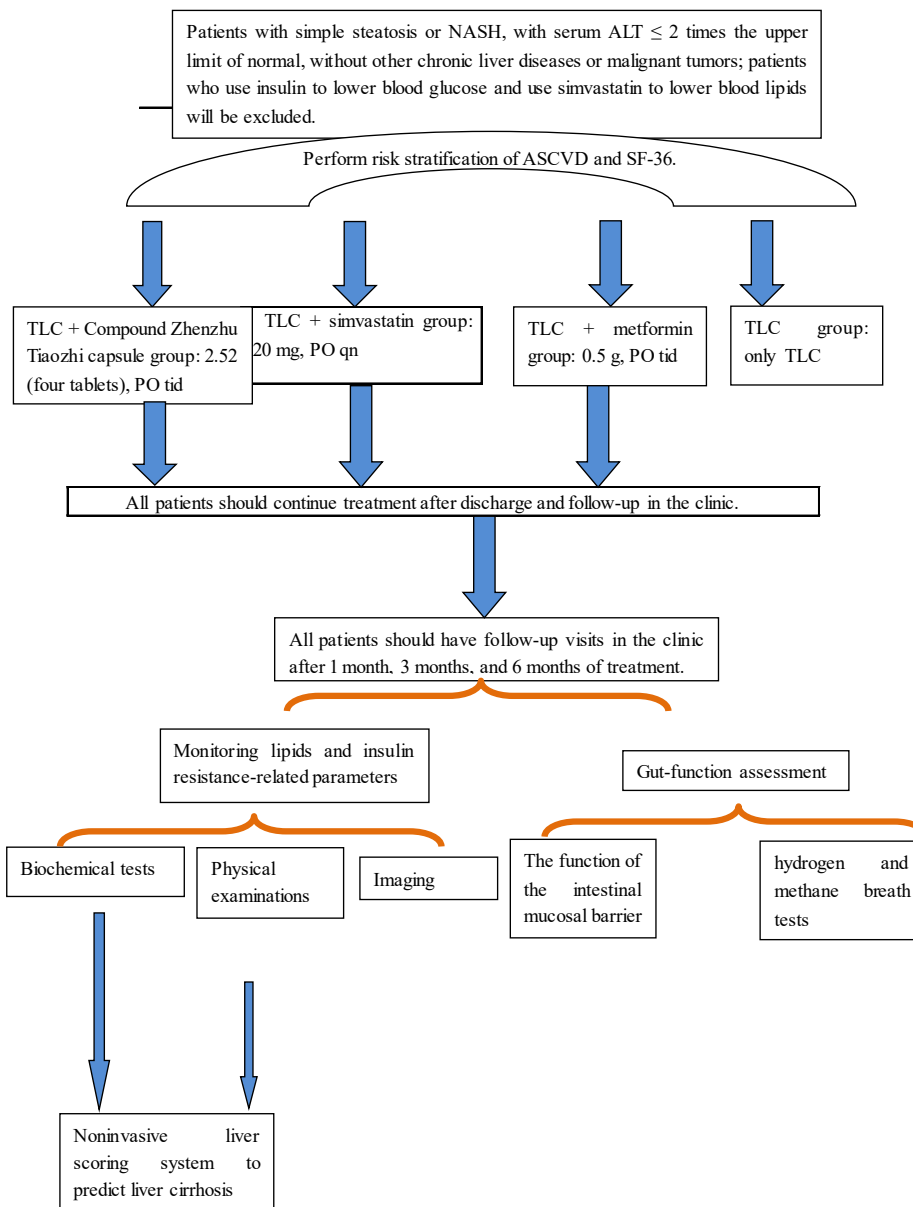 Patients with simple steatosis or NASH, with serum ALT ≤ 2 times the upper
limit of normal, without other chronic liver diseases or malignant tumors; patients
who use insulin to lower blood glucose and use simvastatin to lower blood lipids
will be excluded.
Perform risk stratification of ASCVD and SF-36.
TLC + Compound Zhenzhu
Tiaozhi capsule group: 2.52
(four tablets), PO tid
TLC + simvastatin group:
20 mg, PO qn
TLC + metformin
group: 0.5 g, PO tid
TLC group:
only TLC
All patients should continue treatment after discharge and follow-up in the clinic.
All patients should have follow-up visits in the clinic
after 1 month, 3 months, and 6 months of treatment.
Monitoring lipids and insulin
resistance-related parameters
Gut-function assessment
Biochemical tests
Physical
examinations
Imaging
The function of
the intestinal
mucosal barrier
hydrogen and
methane breath
tests
Noninvasive liver
scoring system to
predict liver cirrhosis